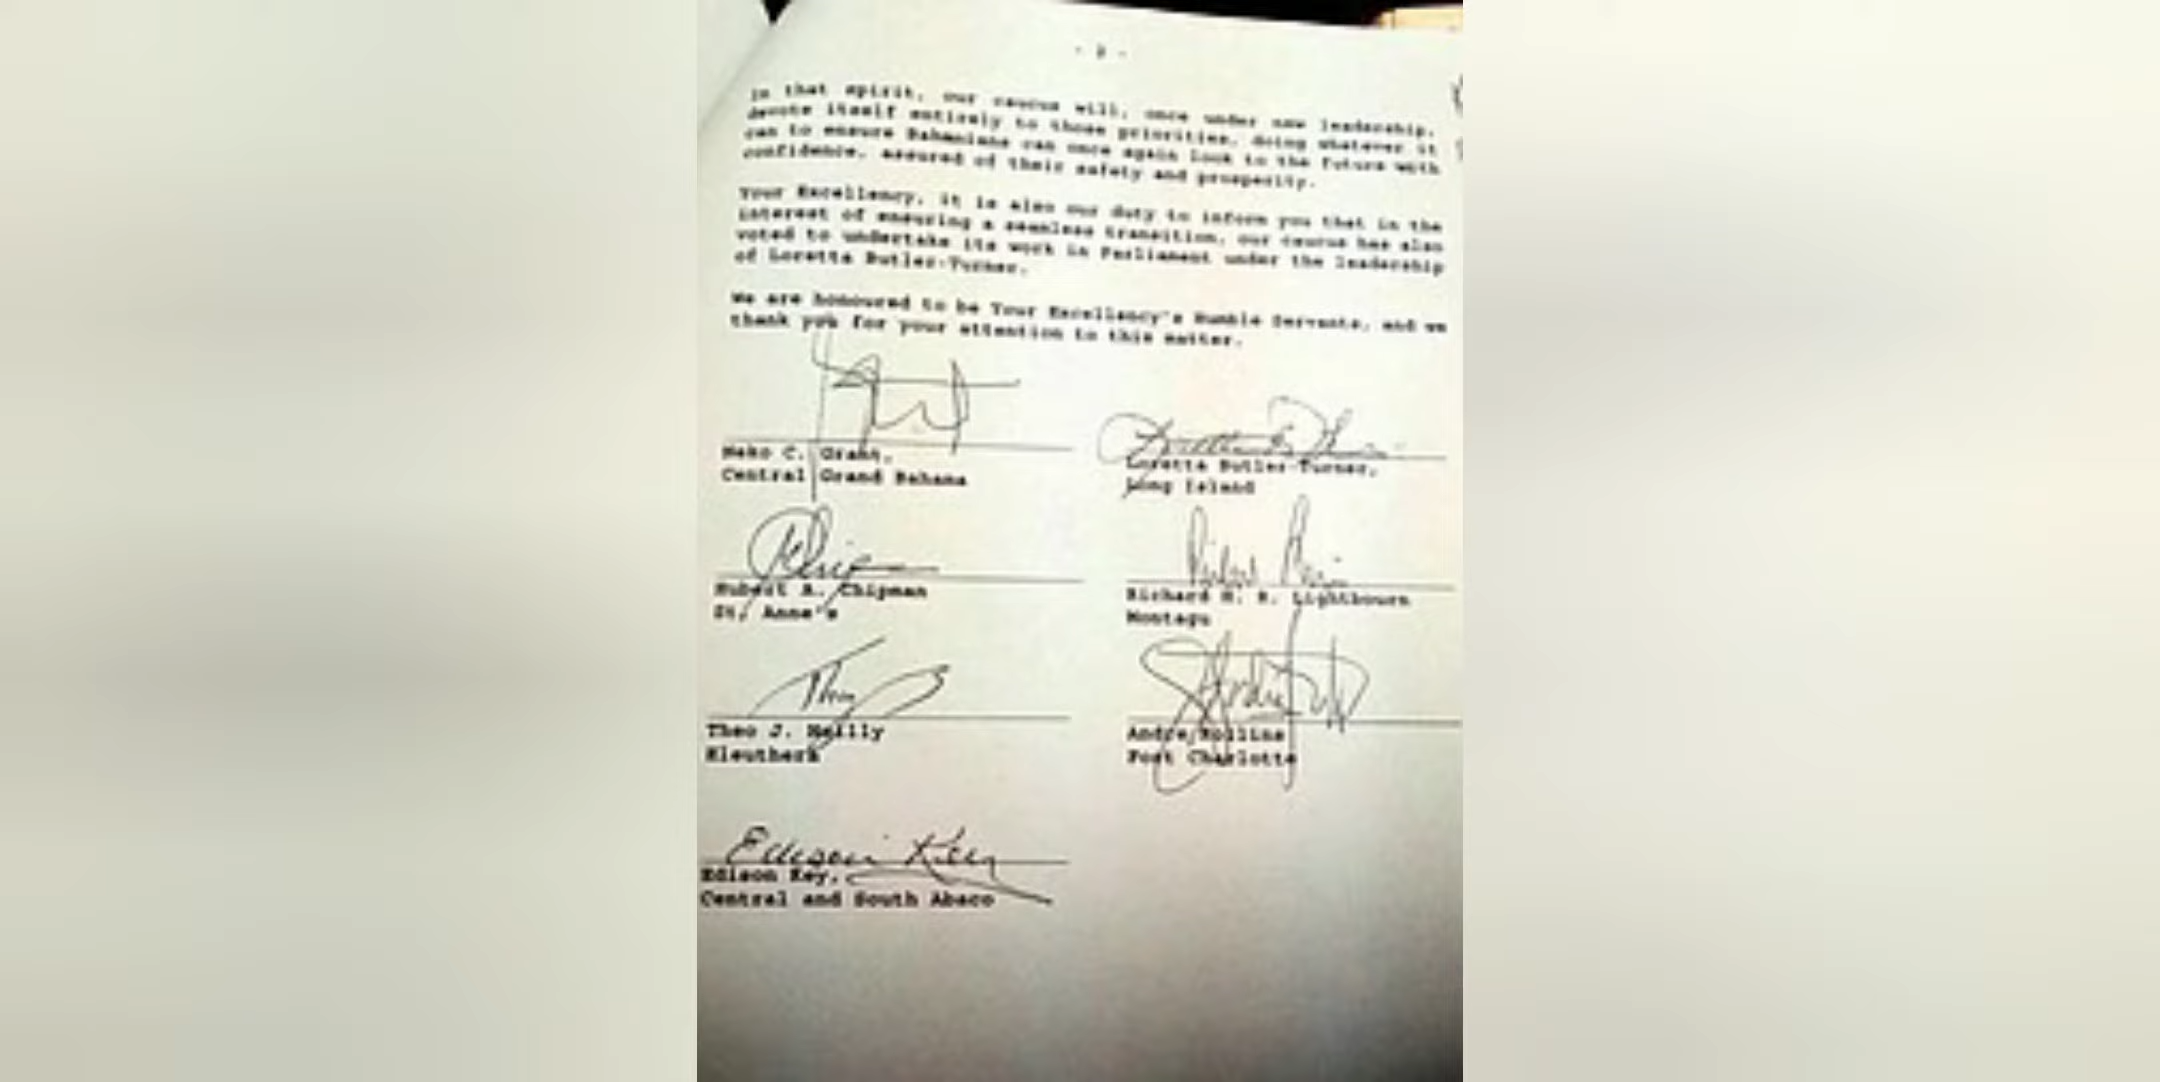 - 2 -
In that spirit, our caucus will, once under new leadership,
devote itself entirely to those priorities, doing whatever it
can to ensure Bahamians can once again look to the future with
confidence, assured of their safety and prosperity.
Your Excellency, it is also our duty to inform you that in the
interest of ensuring a seamless transition, our caucus has also
voted to undertake its work in Parliament under the leadership
of Loretta Butler-Turner.
We are honoured to be Your Excellency's Humble Servants, and we
thank you for your attention to this matter.
Neko C. Grant,
Central Grand Bahama
Loretta Butler-Turner,
Long Island
Hubert A. Chipman
St. Anne's
Richard M. R. Lightbourn
Montagu
Theo J. Neilly
Eleuthera
Andre Rollins
Fort Charlotte
Edison Key
Edison Key,
Central and South Abaco